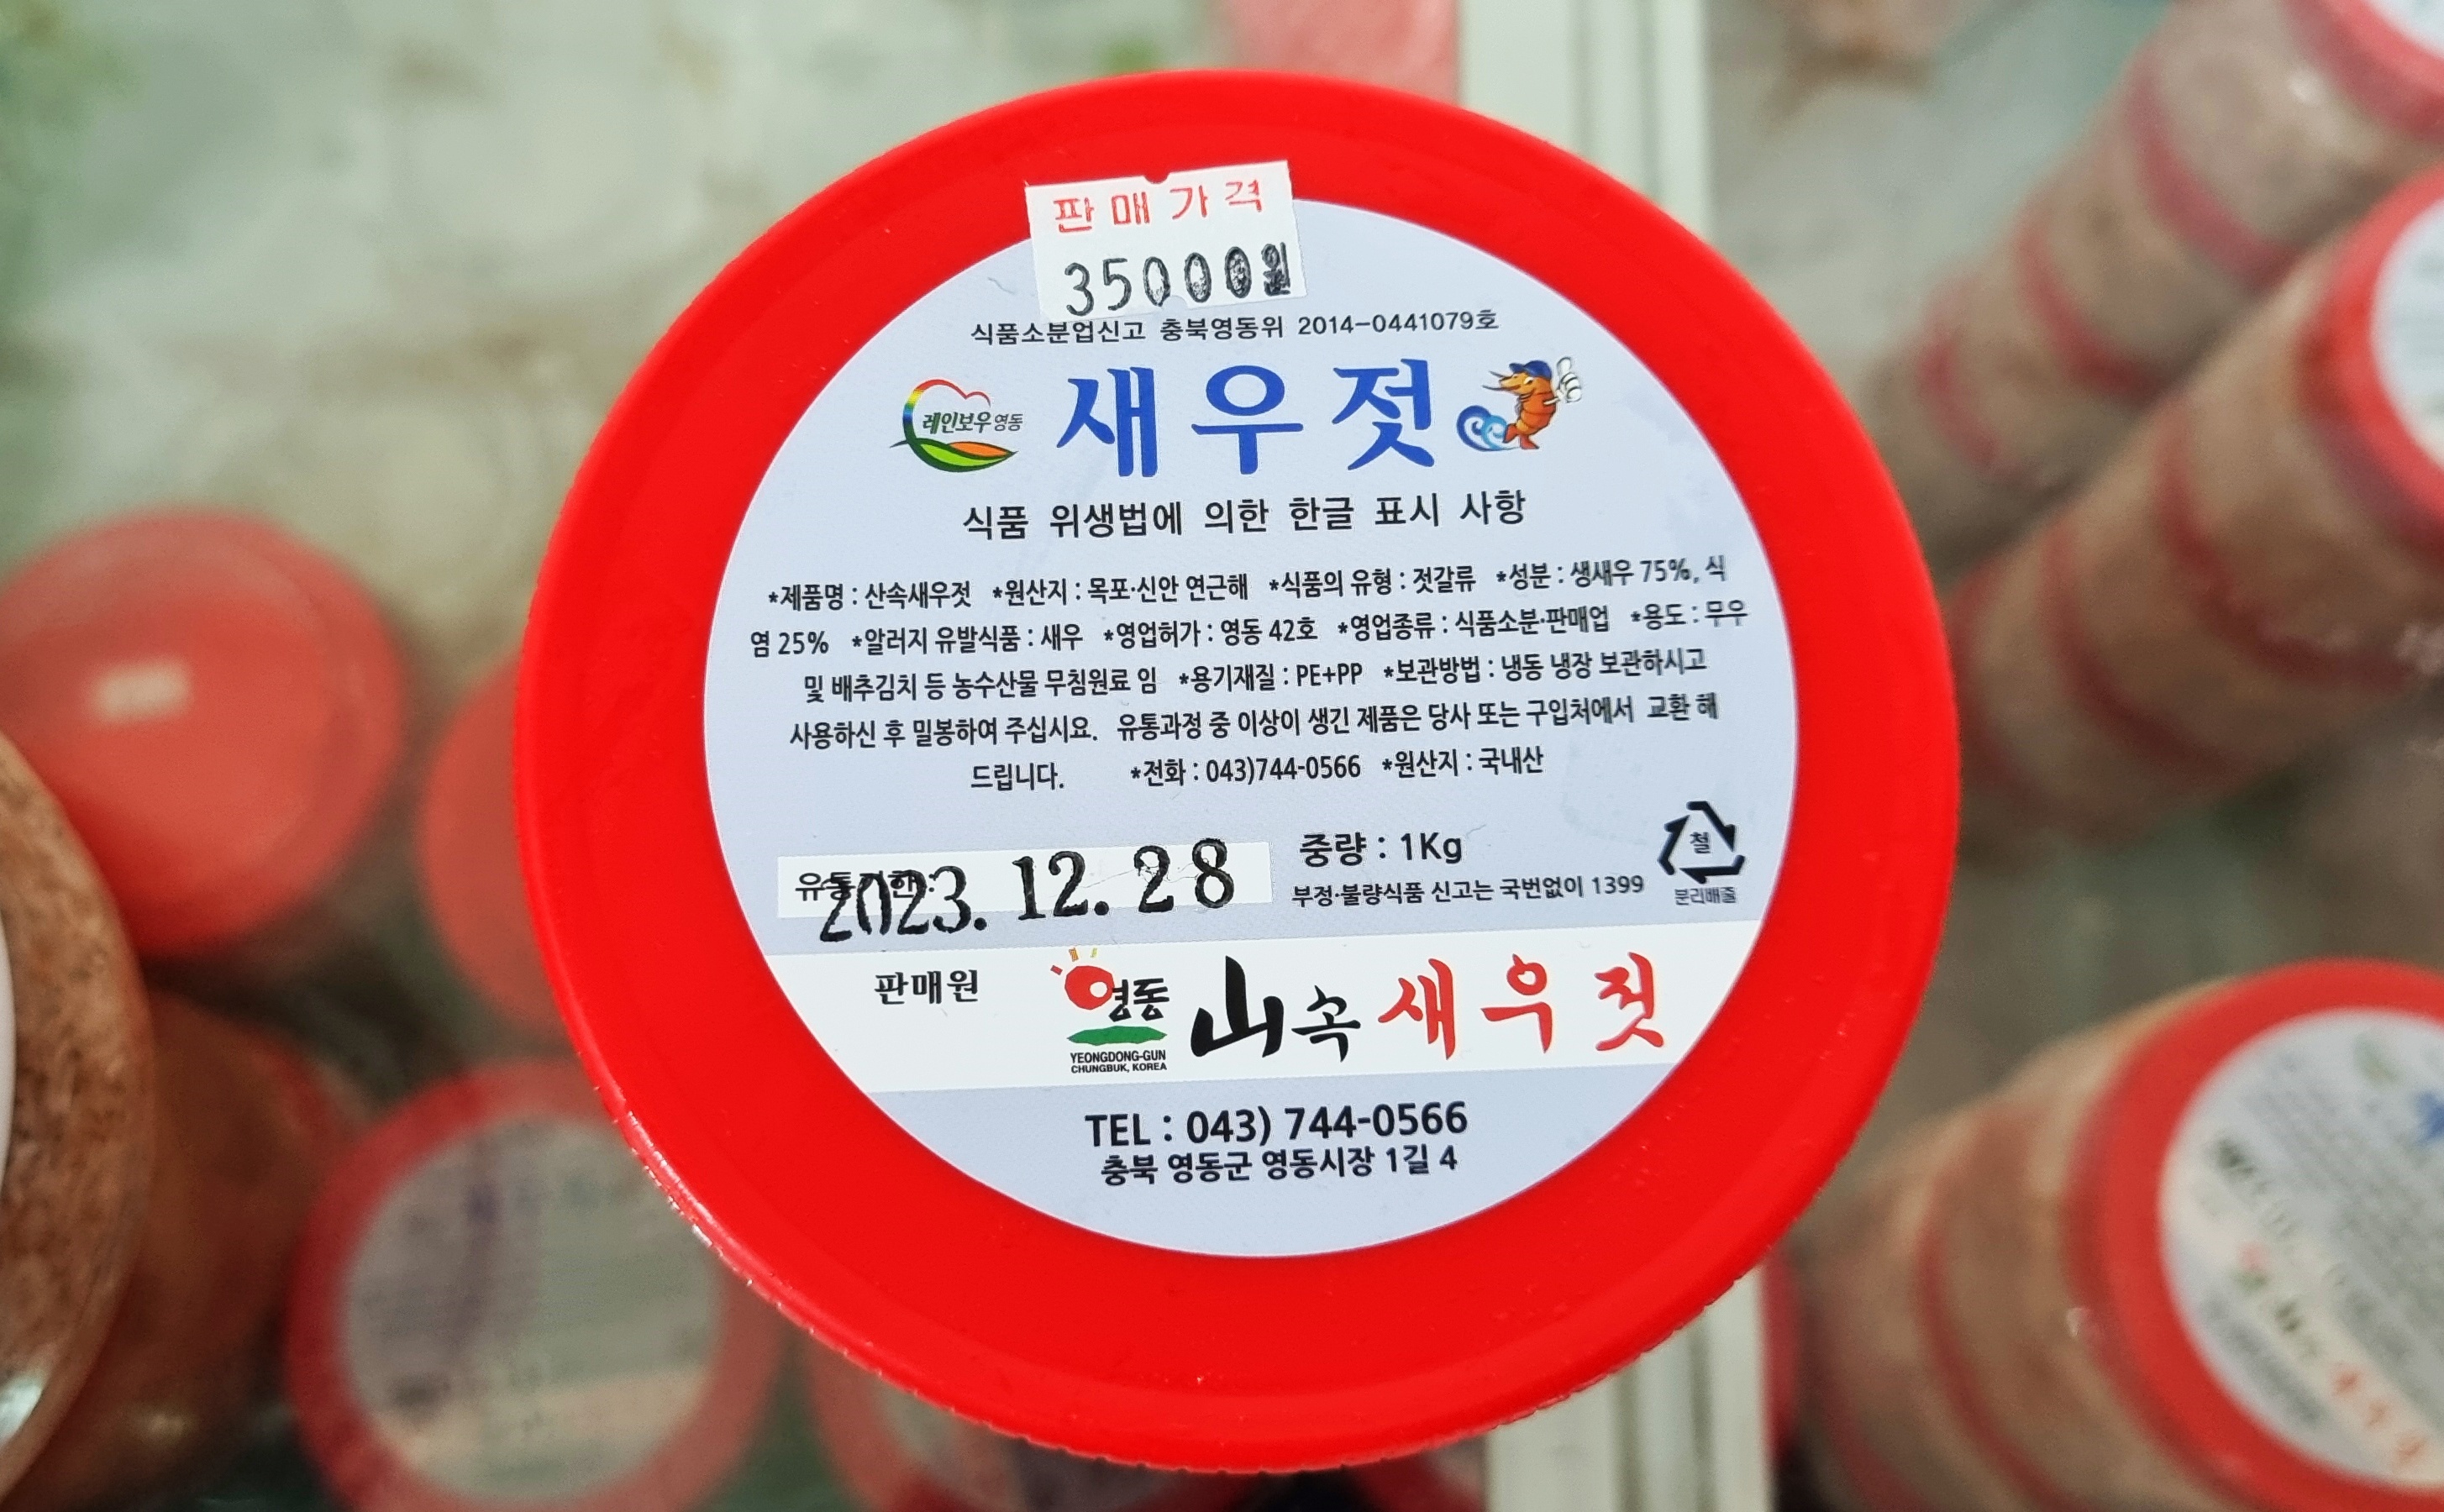 판매가격
35000원
식품소분업신고 충북영동위 2014-0441079호
레인보우영동
새우젓
식품 위생법에 의한 한글 표시 사항
*제품명 : 산속새우젓 *원산지 : 목포·신안 연근해 *식품의 유형 : 젓갈류 *성분 : 생새우 75%, 식
염 25% *알러지 유발식품 : 새우 *영업허가 : 영동 42호 *영업종류 : 식품소분·판매업 *용도 : 무우
및 배추김치 등 농수산물 무침원료 임 *용기재질 : PE+PP *보관방법 : 냉동 냉장 보관하시고
사용하신 후 밀봉하여 주십시요. 유통과정 중 이상이 생긴 제품은 당사 또는 구입처에서 교환 해
드립니다. *전화 : 043)744-0566 *원산지 : 국내산
유통기한 :
2023. 12. 28
중량 : 1Kg
부정·불량식품 신고는 국번없이 1399
철
분리배출
판매원
영동
YEONGDONG-GUN
CHUNGBUK, KOREA
山속새우젓
TEL : 043) 744-0566
충북 영동군 영동시장 1길 4